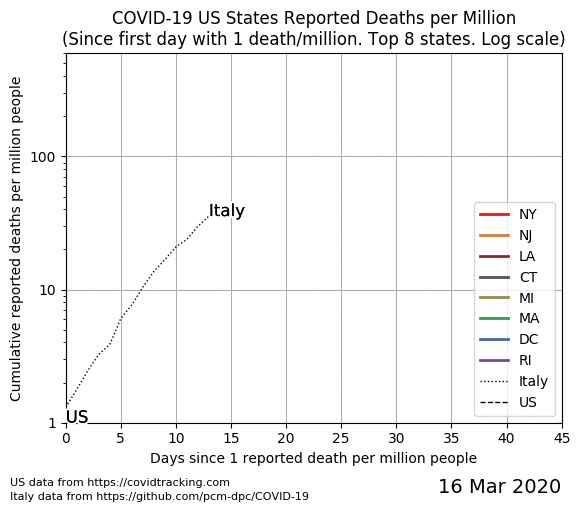 COVID-19 US States Reported Deaths per Million
(Since first day with 1 death/million. Top 8 states. Log scale)
Cumulative reported deaths per million people
100
10
1
Italy
US
NY
NJ
LA
CT
MI
MA
DC
RI
Italy
US
0 5 10 15 20 25 30 35 40 45
Days since 1 reported death per million people
US data from https://covidtracking.com
Italy data from https://github.com/pcm-dpc/COVID-19
16 Mar 2020